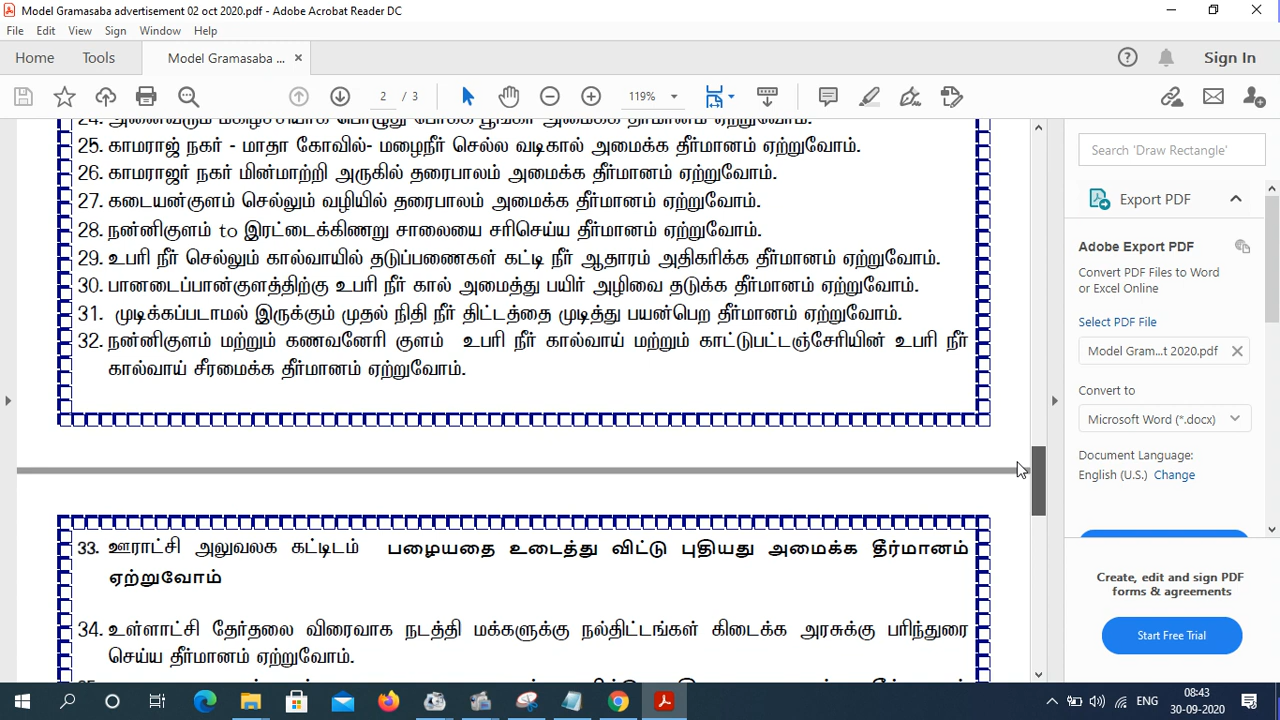 Model Gramasaba advertisement 02 oct 2020.pdf - Adobe Acrobat Reader DC
File Edit View Sign Window Help
Home Tools Model Gramasaba ... × Sign In
2 / 3 119%
24. அனைவரும் மகிழ்ச்சியாக பொழுது போக்க பூங்கா அமைக்க தீர்மானம் ஏற்றுவோம்.
25. காமராஜ் நகர் - மாதா கோவில்- மழைநீர் செல்ல வடிகால் அமைக்க தீர்மானம் ஏற்றுவோம்.
26. காமராஜர் நகர் மின்மாற்றி அருகில் தரைபாலம் அமைக்க தீர்மானம் ஏற்றுவோம்.
27. கடையன்குளம் செல்லும் வழியில் தரைபாலம் அமைக்க தீர்மானம் ஏற்றுவோம்.
28. நன்னிகுளம் to இரட்டைக்கிணறு சாலையை சரிசெய்ய தீர்மானம் ஏற்றுவோம்.
29. உபரி நீர் செல்லும் கால்வாயில் தடுப்பணைகள் கட்டி நீர் ஆதாரம் அதிகரிக்க தீர்மானம் ஏற்றுவோம்.
30. பானடைப்பான்குளத்திற்கு உபரி நீர் கால் அமைத்து பயிர் அழிவை தடுக்க தீர்மானம் ஏற்றுவோம்.
31. முடிக்கப்படாமல் இருக்கும் முதல் நிதி நீர் திட்டத்தை முடித்து பயன்பெற தீர்மானம் ஏற்றுவோம்.
32. நன்னிகுளம் மற்றும் கணவனேரி குளம் உபரி நீர் கால்வாய் மற்றும் காட்டுபட்டஞ்சேரியின் உபரி நீர்
கால்வாய் சீரமைக்க தீர்மானம் ஏற்றுவோம்.
33. ஊராட்சி அலுவலக கட்டிடம் பழையதை உடைத்து விட்டு புதியது அமைக்க தீர்மானம்
ஏற்றுவோம்
34. உள்ளாட்சி தேர்தலை விரைவாக நடத்தி மக்களுக்கு நல்திட்டங்கள் கிடைக்க அரசுக்கு பரிந்துரை
செய்ய தீர்மானம் ஏற்றுவோம்.
Search 'Draw Rectangle'
Export PDF
Adobe Export PDF
Convert PDF Files to Word
or Excel Online
Select PDF File
Model Gram...t 2020.pdf
Convert to
Microsoft Word (*.docx)
Document Language:
English (U.S.) Change
Create, edit and sign PDF
forms & agreements
Start Free Trial
ENG
08:43
30-09-2020